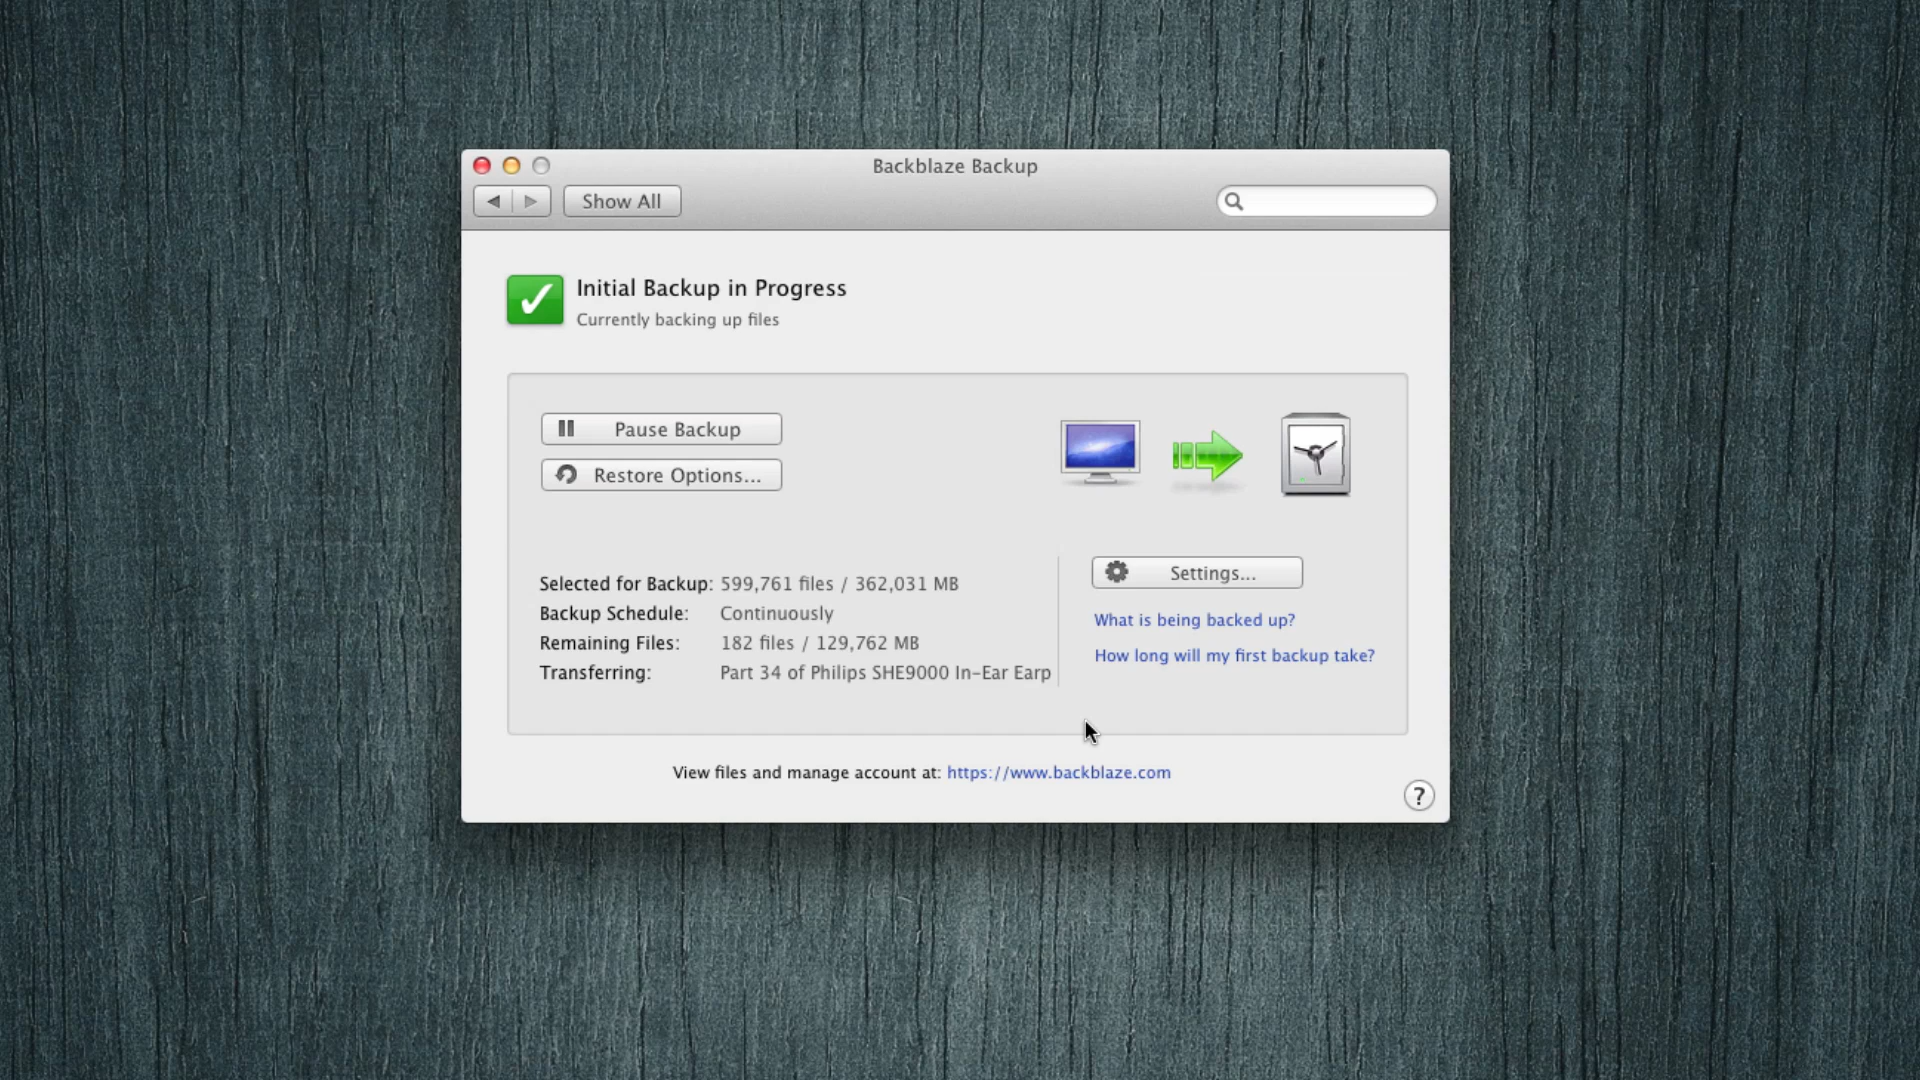 Backblaze Backup
Show All
Initial Backup in Progress
Currently backing up files
Pause Backup
Restore Options...
Selected for Backup: 599,761 files / 362,031 MB
Backup Schedule: Continuously
Remaining Files: 182 files / 129,762 MB
Transferring: Part 34 of Philips SHE9000 In-Ear Earp
Settings...
What is being backed up?
How long will my first backup take?
View files and manage account at: https://www.backblaze.com
?